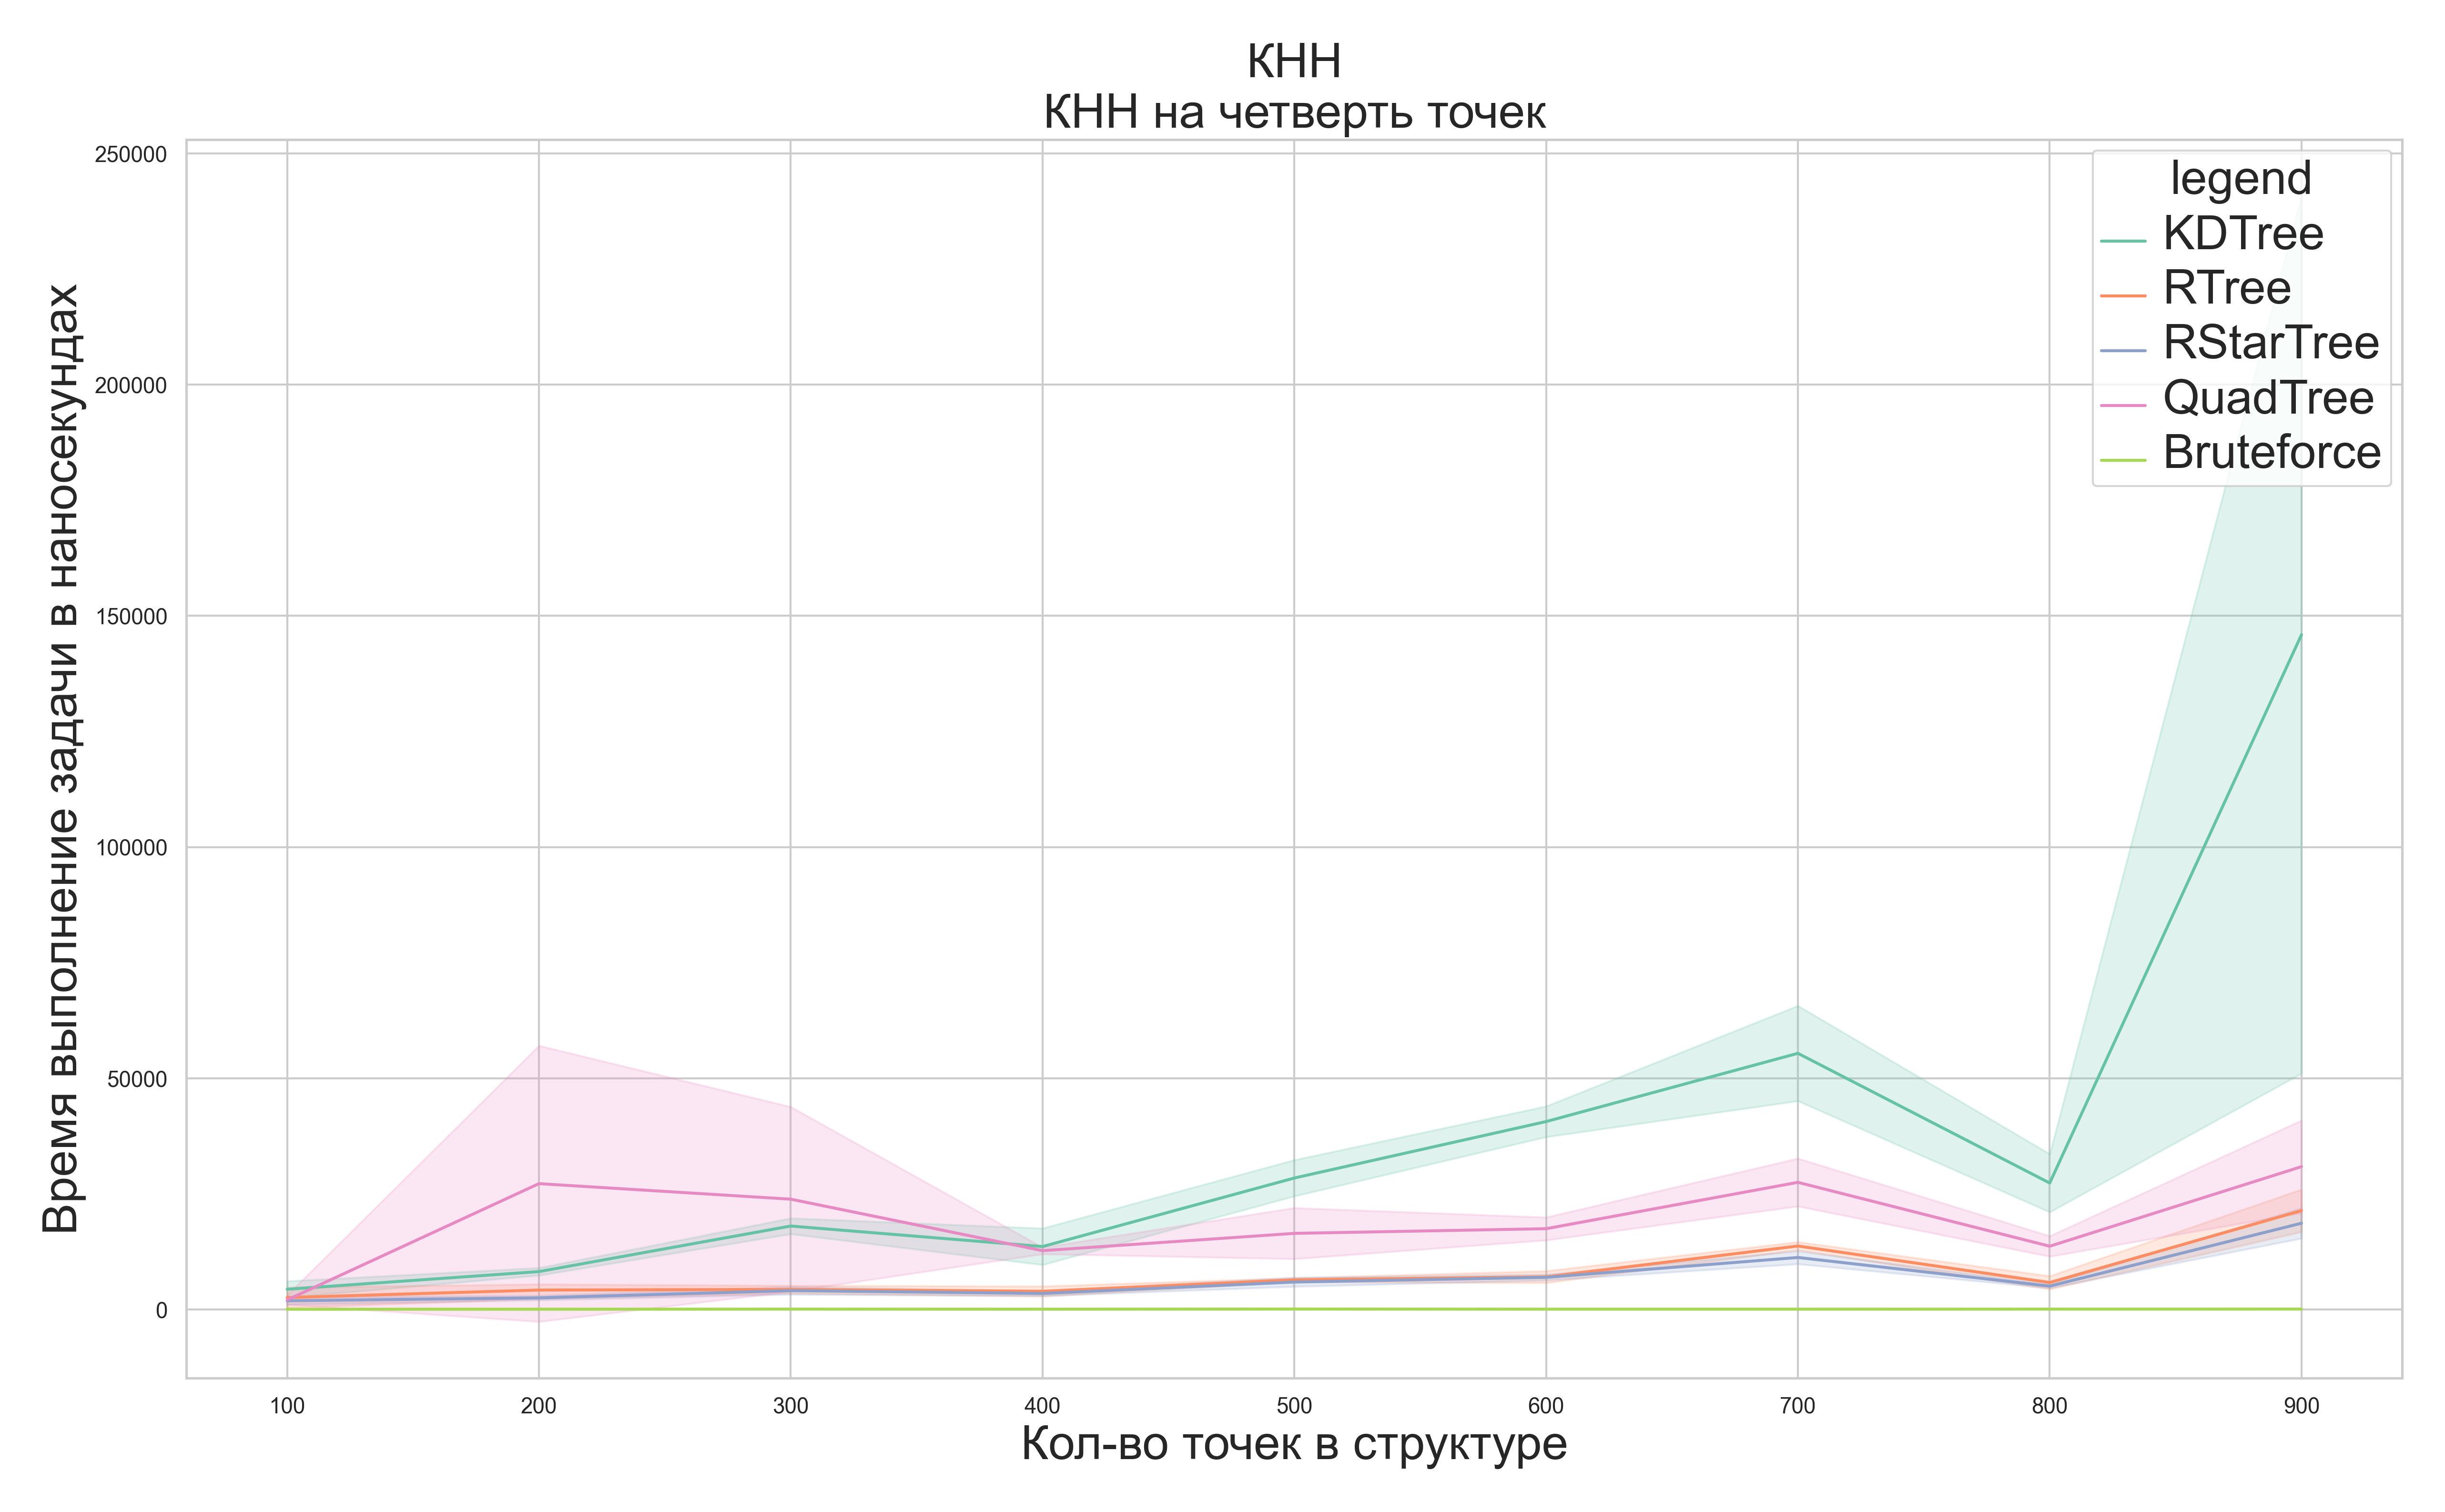 КНН
КНН на четверть точек
Время выполнение задачи в наносекундах
250000
200000
150000
100000
50000
0
legend
KDTree
RTree
RStarTree
QuadTree
Bruteforce
100 200 300 400 500 600 700 800 900
Кол-во точек в структуре